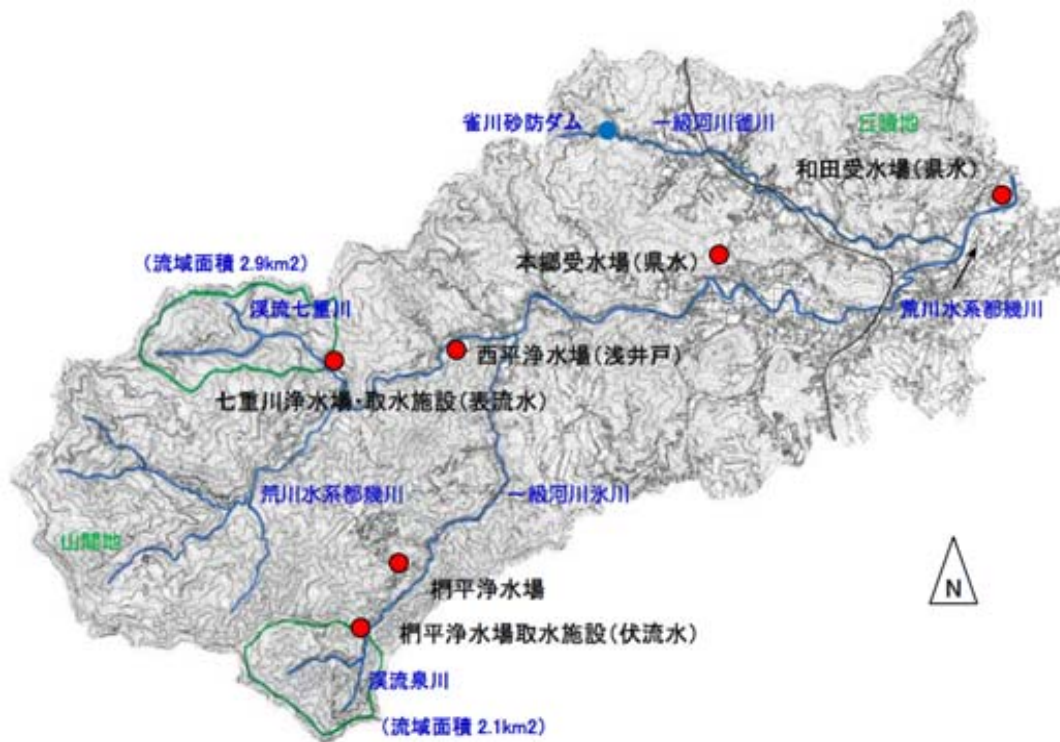 雀川砂防ダム
一級河川雀川
丘陵地
和田受水場(県水)
本郷受水場(県水)
(流域面積 2.9km2)
渓流七重川
荒川水系都幾川
西平浄水場(浅井戸)
七重川浄水場・取水施設(表流水)
荒川水系都幾川
一級河川氷川
山間地
椚平浄水場
N
椚平浄水場取水施設(伏流水)
渓流泉川
(流域面積 2.1km2)